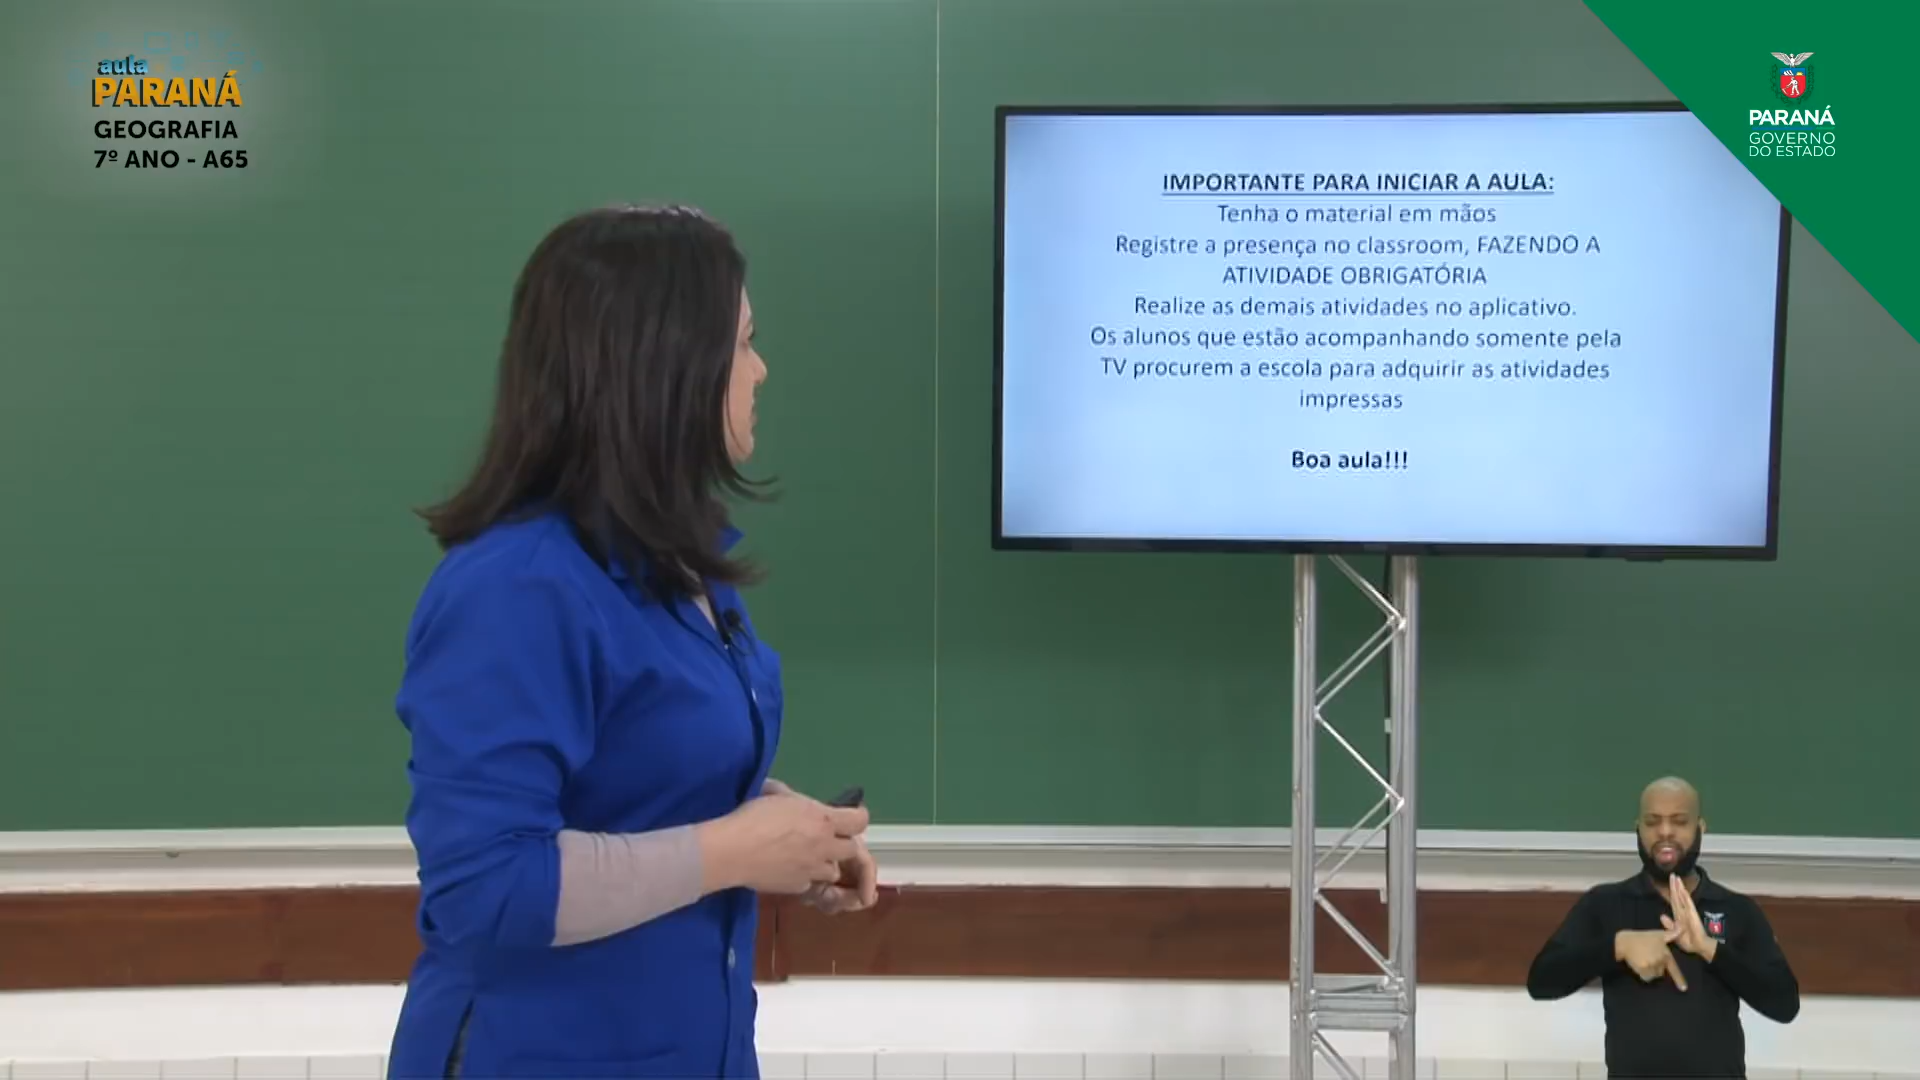 aula
PARANÁ
GEOGRAFIA
7º ANO - A65
PARANÁ
GOVERNO
DO ESTADO
IMPORTANTE PARA INICIAR A AULA:
Tenha o material em mãos
Registre a presença no classroom, FAZENDO A
ATIVIDADE OBRIGATÓRIA
Realize as demais atividades no aplicativo.
Os alunos que estão acompanhando somente pela
TV procurem a escola para adquirir as atividades
impressas
Boa aula!!!